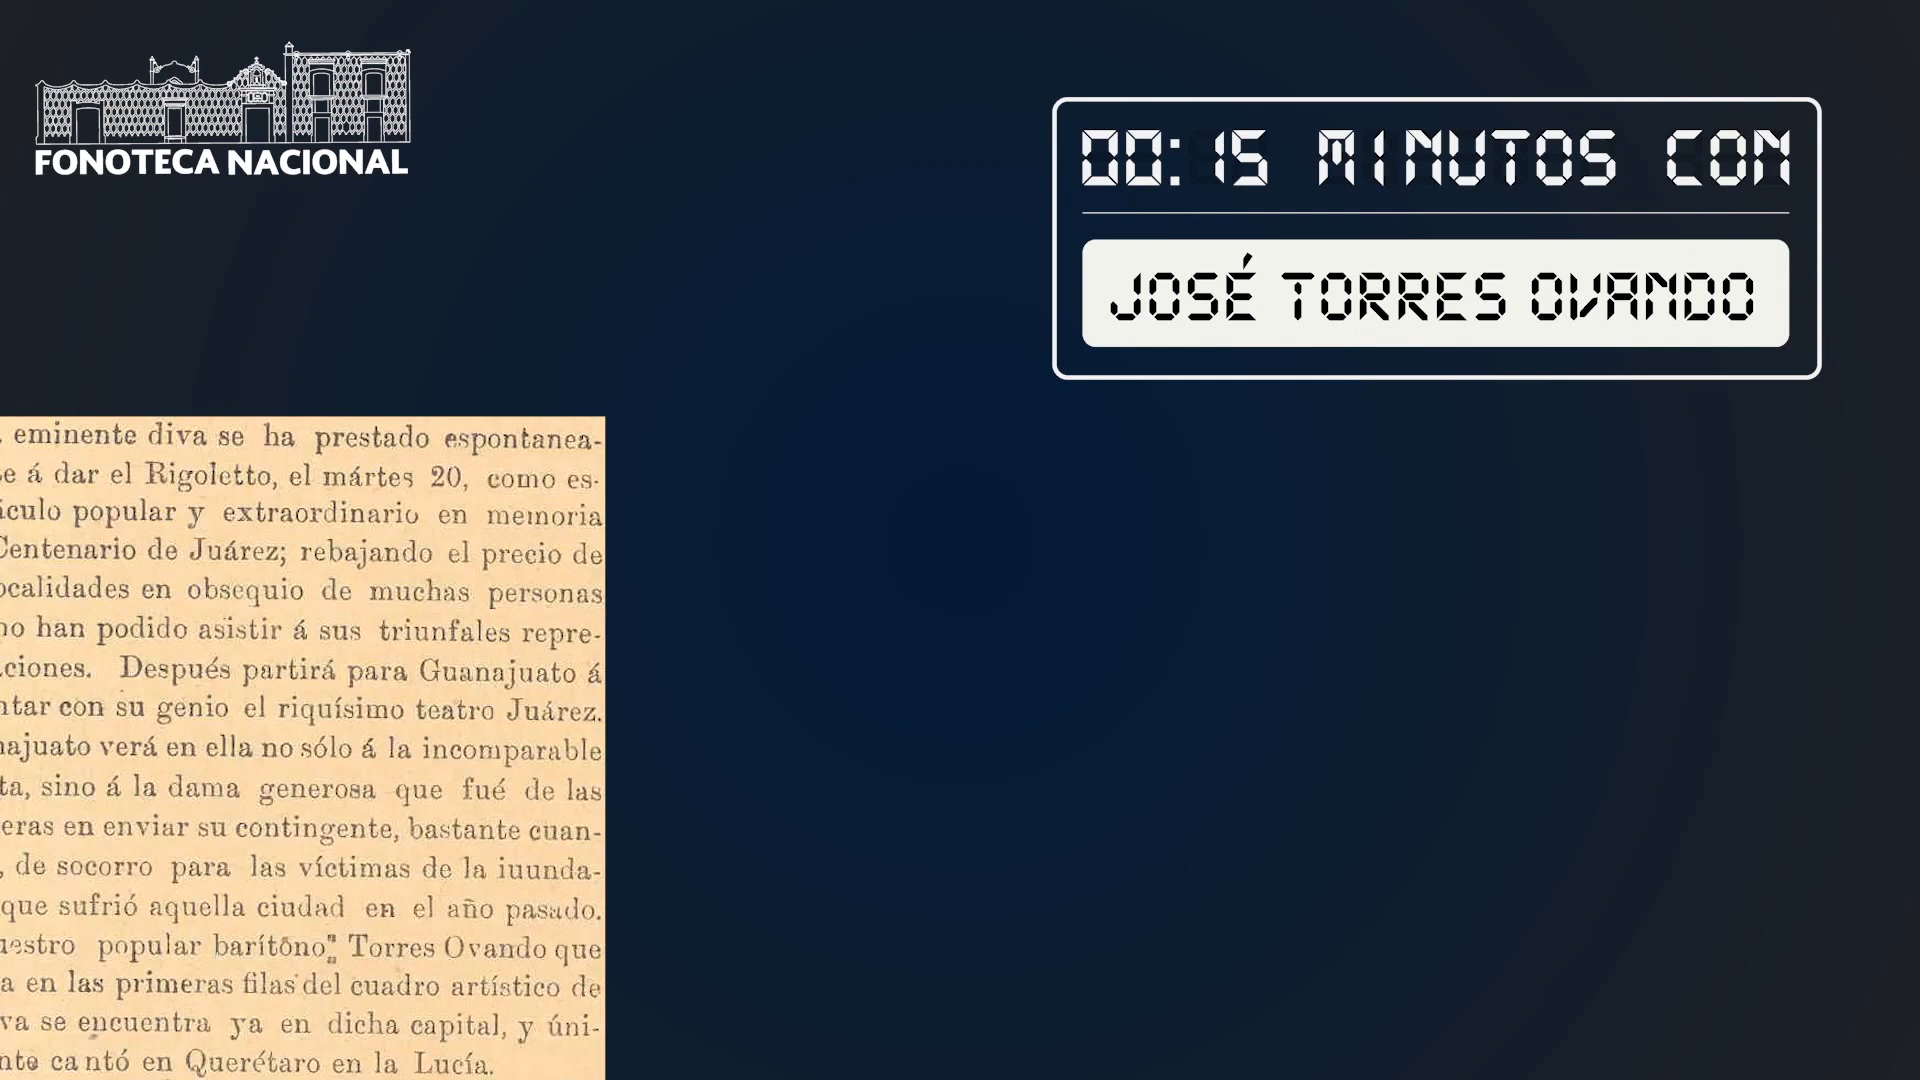 FONOTECA NACIONAL
00:15 MINUTOS CON
JOSÉ TORRES OVANDO
eminente diva se ha prestado espontanea-
e á dar el Rigoletto, el mártes 20, como es-
ículo popular y extraordinario en memoria
Centenario de Juárez; rebajando el precio de
ocalidades en obsequio de muchas personas
no han podido asistir á sus triunfales repre-
ciones. Después partirá para Guanajuato á
ntar con su genio el riquísimo teatro Juárez.
najuato verá en ella no sólo á la incomparable
ta, sino á la dama generosa que fué de las
eras en enviar su contingente, bastante cuan-
, de socorro para las víctimas de la iuunda-
que sufrió aquella ciudad en el año pasado.
uestro popular barítono, Torres Ovando que
a en las primeras filas del cuadro artístico de
va se encuentra ya en dicha capital, y úni-
nte cantó en Querétaro en la Lucía.